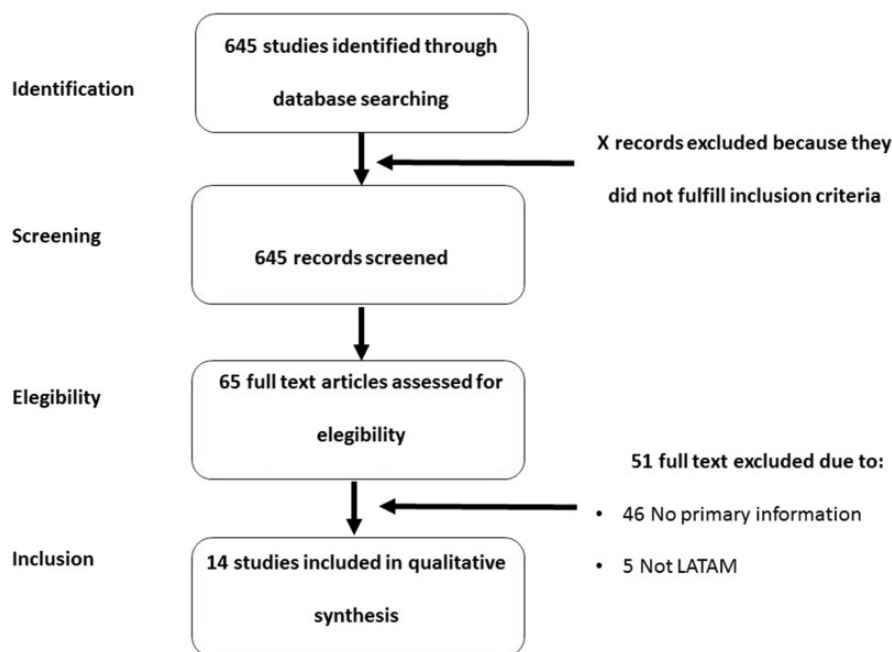 645 studies identified through
database searching
Identification
X records excluded because they
did not fulfill inclusion criteria
Screening
645 records screened
65 full text articles assessed for
elegibility
Elegibility
51 full text excluded due to:
• 46 No primary information
• 5 Not LATAM
Inclusion
14 studies included in qualitative
synthesis